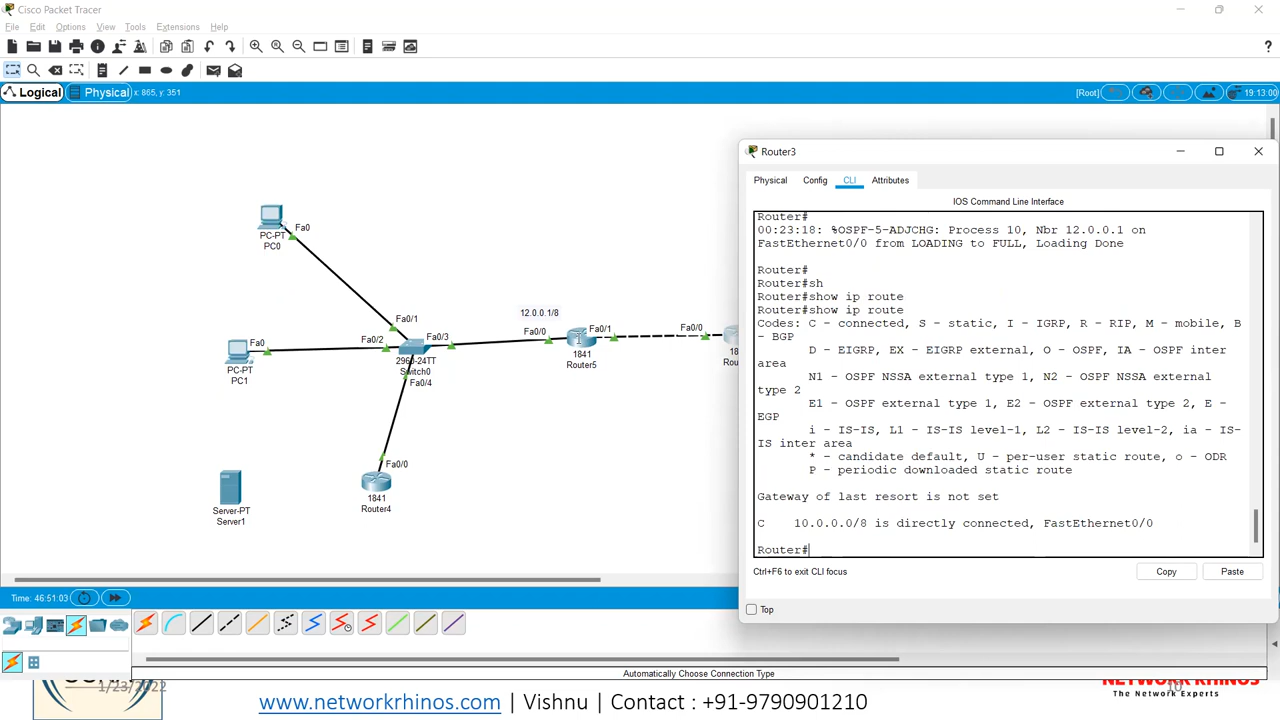 Cisco Packet Tracer
File Edit Options View Tools Extensions Help
Logical Physical x: 865, y: 351
[Root] 19:13:00
Router3
Physical Config CLI Attributes
IOS Command Line Interface
Router#
00:23:18: %OSPF-5-ADJCHG: Process 10, Nbr 12.0.0.1 on
FastEthernet0/0 from LOADING to FULL, Loading Done
Router#
Router#sh
Router#show ip route
Router#show ip route
Codes: C - connected, S - static, I - IGRP, R - RIP, M - mobile, B
- BGP
D - EIGRP, EX - EIGRP external, O - OSPF, IA - OSPF inter
area
N1 - OSPF NSSA external type 1, N2 - OSPF NSSA external
type 2
E1 - OSPF external type 1, E2 - OSPF external type 2, E -
EGP
i - IS-IS, L1 - IS-IS level-1, L2 - IS-IS level-2, ia - IS-
IS inter area
* - candidate default, U - per-user static route, o - ODR
P - periodic downloaded static route
Gateway of last resort is not set
C 10.0.0.0/8 is directly connected, FastEthernet0/0
Router#
Ctrl+F6 to exit CLI focus
Copy Paste
Top
Fa0
PC-PT
PC0
Fa0/1
Fa0
Fa0/2
Fa0/3
PC-PT
PC1
Switch0
Fa0/4
12.0.0.1/8
Fa0/0
Fa0/1
1841
Router5
Fa0/0
Fa0/0
1841
Router4
Server-PT
Server1
Time: 46:51:03
Automatically Choose Connection Type
1/23/2022
www.networkrhinos.com | Vishnu | Contact : +91-9790901210
NETWORK RHINOS
The Network Experts